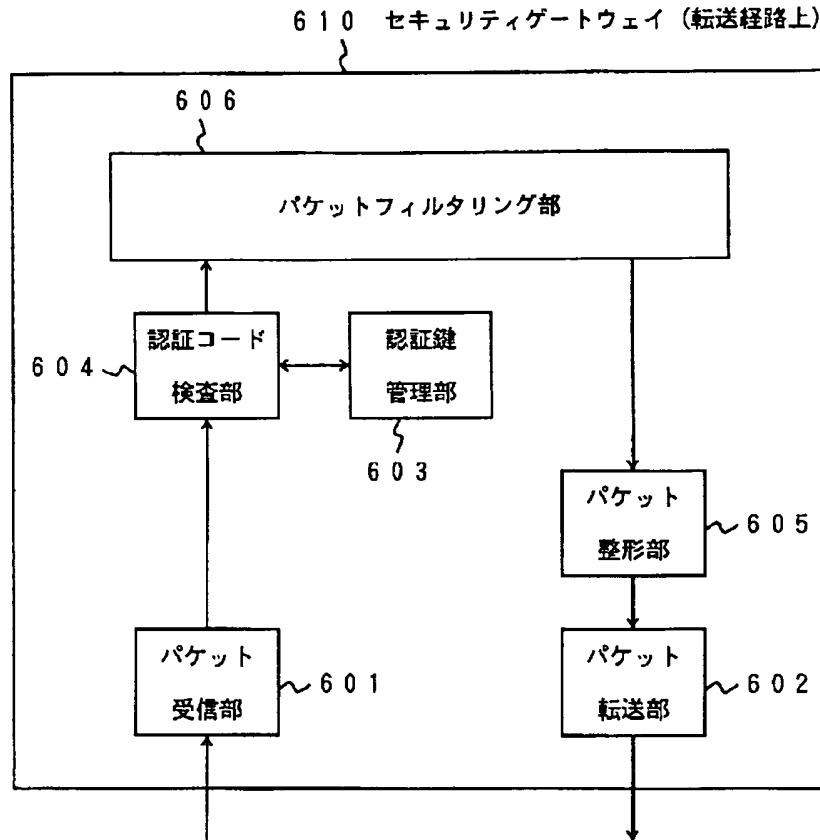 ６１０ セキュリティゲートウェイ（転送経路上）
６０６
パケットフィルタリング部
認証コード
検査部
６０４
認証鍵
管理部
６０３
パケット
整形部
６０５
パケット
受信部
６０１
パケット
転送部
６０２